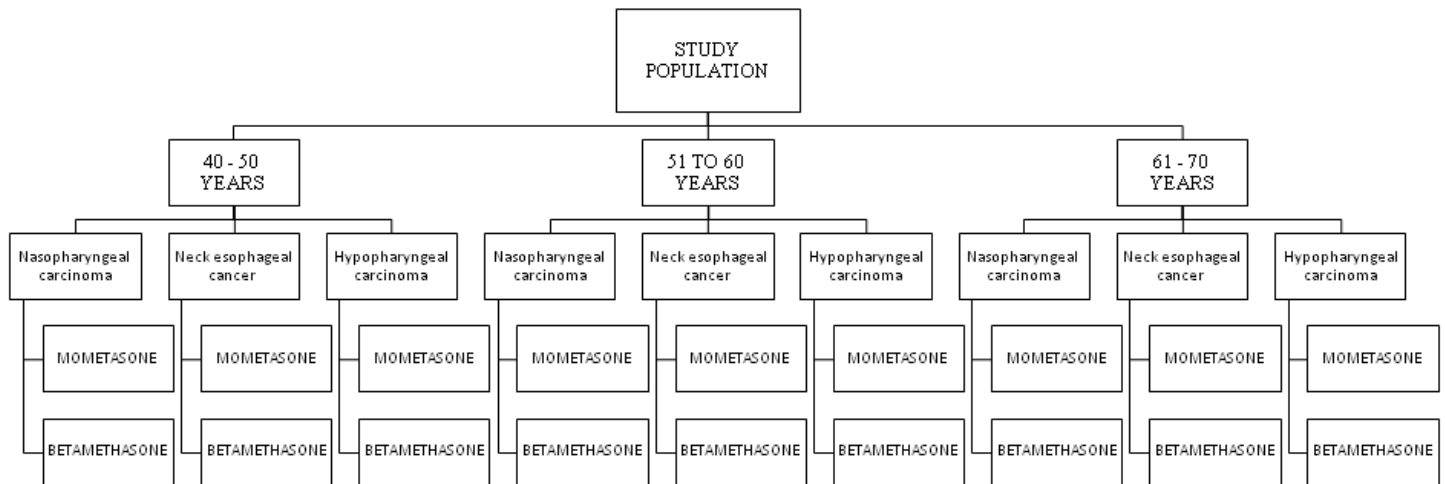 STUDY
POPULATION
40 - 50
YEARS
51 TO 60
YEARS
61 - 70
YEARS
Nasopharyngeal
carcinoma
Neck esophageal
cancer
Hypopharyngeal
carcinoma
Nasopharyngeal
carcinoma
Neck esophageal
cancer
Hypopharyngeal
carcinoma
Nasopharyngeal
carcinoma
Neck esophageal
cancer
Hypopharyngeal
carcinoma
MOMETASONE
MOMETASONE
MOMETASONE
MOMETASONE
MOMETASONE
MOMETASONE
MOMETASONE
MOMETASONE
MOMETASONE
BETAMETHASONE
BETAMETHASONE
BETAMETHASONE
BETAMETHASONE
BETAMETHASONE
BETAMETHASONE
BETAMETHASONE
BETAMETHASONE
BETAMETHASONE